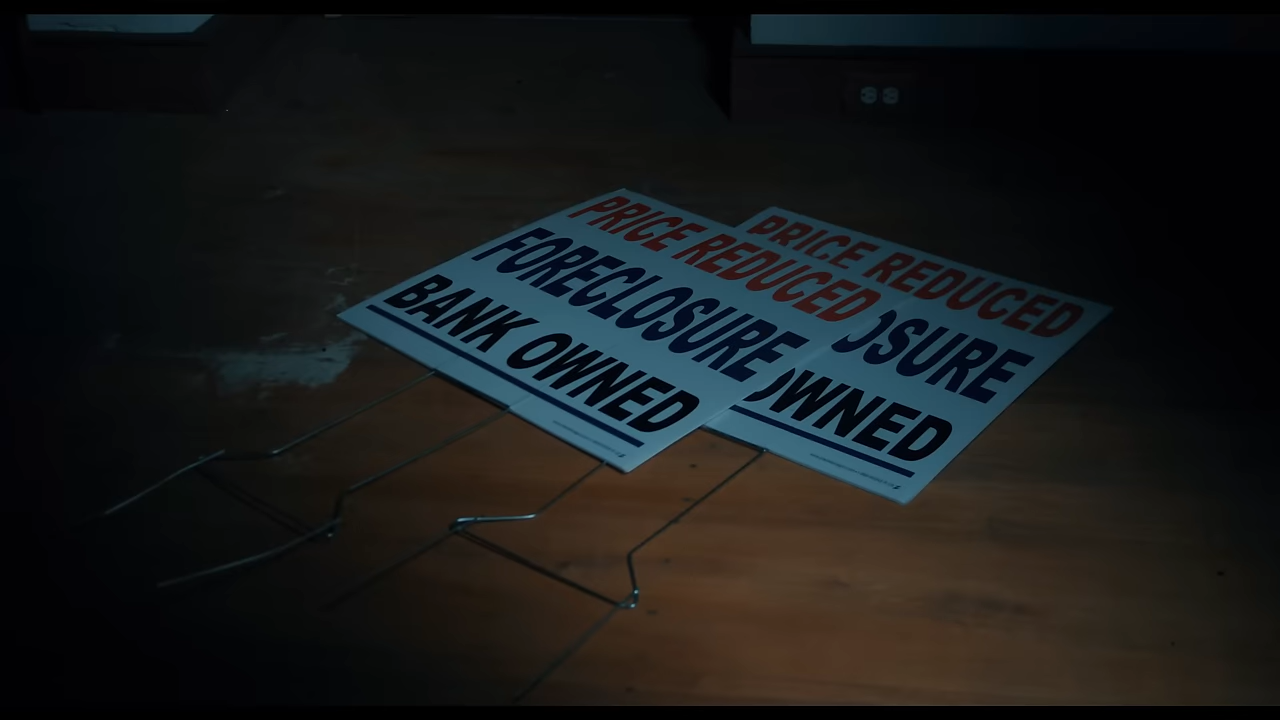 PRICE REDUCED
FORECLOSURE
BANK OWNED
PRICE REDUCED
OSURE
OWNED